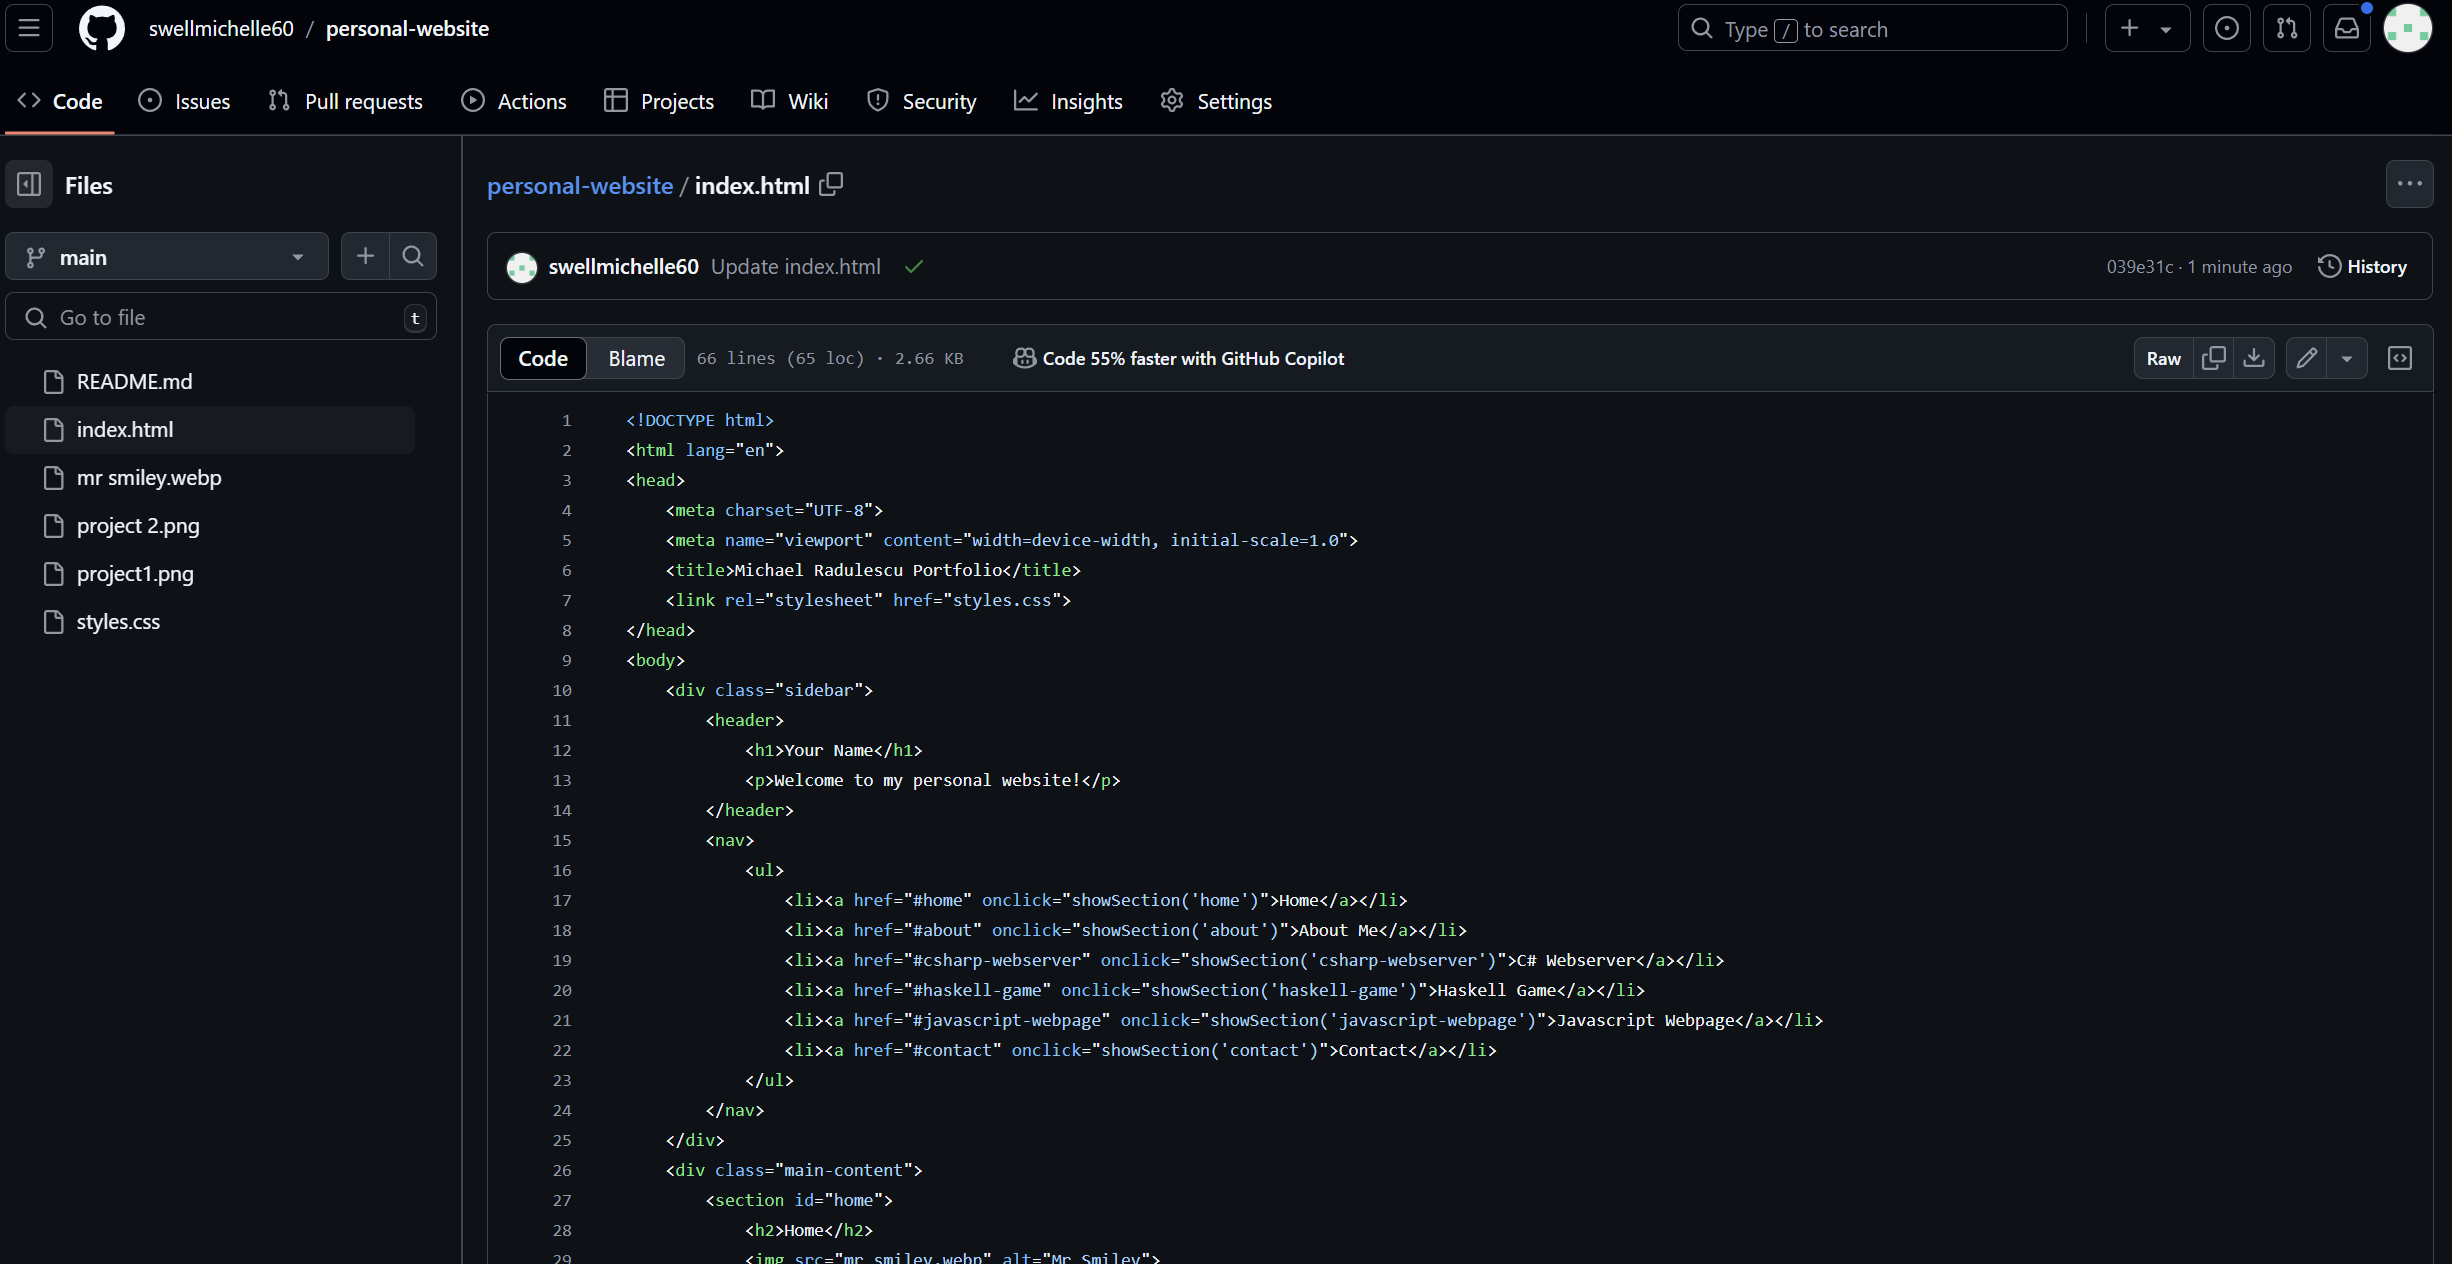 swellmichelle60 / personal-website
Type / to search
Code Issues Pull requests Actions Projects Wiki Security Insights Settings
Files
main
Go to file t
README.md
index.html
mr smiley.webp
project 2.png
project1.png
styles.css
personal-website / index.html
swellmichelle60 Update index.html 039e31c · 1 minute ago History
Code Blame 66 lines (65 loc) · 2.66 KB Code 55% faster with GitHub Copilot Raw
1 <!DOCTYPE html>
2 <html lang="en">
3 <head>
4 <meta charset="UTF-8">
5 <meta name="viewport" content="width=device-width, initial-scale=1.0">
6 <title>Michael Radulescu Portfolio</title>
7 <link rel="stylesheet" href="styles.css">
8 </head>
9 <body>
10 <div class="sidebar">
11 <header>
12 <h1>Your Name</h1>
13 <p>Welcome to my personal website!</p>
14 </header>
15 <nav>
16 <ul>
17 <li><a href="#home" onclick="showSection('home')">Home</a></li>
18 <li><a href="#about" onclick="showSection('about')">About Me</a></li>
19 <li><a href="#csharp-webserver" onclick="showSection('csharp-webserver')">C# Webserver</a></li>
20 <li><a href="#haskell-game" onclick="showSection('haskell-game')">Haskell Game</a></li>
21 <li><a href="#javascript-webpage" onclick="showSection('javascript-webpage')">Javascript Webpage</a></li>
22 <li><a href="#contact" onclick="showSection('contact')">Contact</a></li>
23 </ul>
24 </nav>
25 </div>
26 <div class="main-content">
27 <section id="home">
28 <h2>Home</h2>
29 <img src="mr smiley.webp" alt="Mr Smiley">